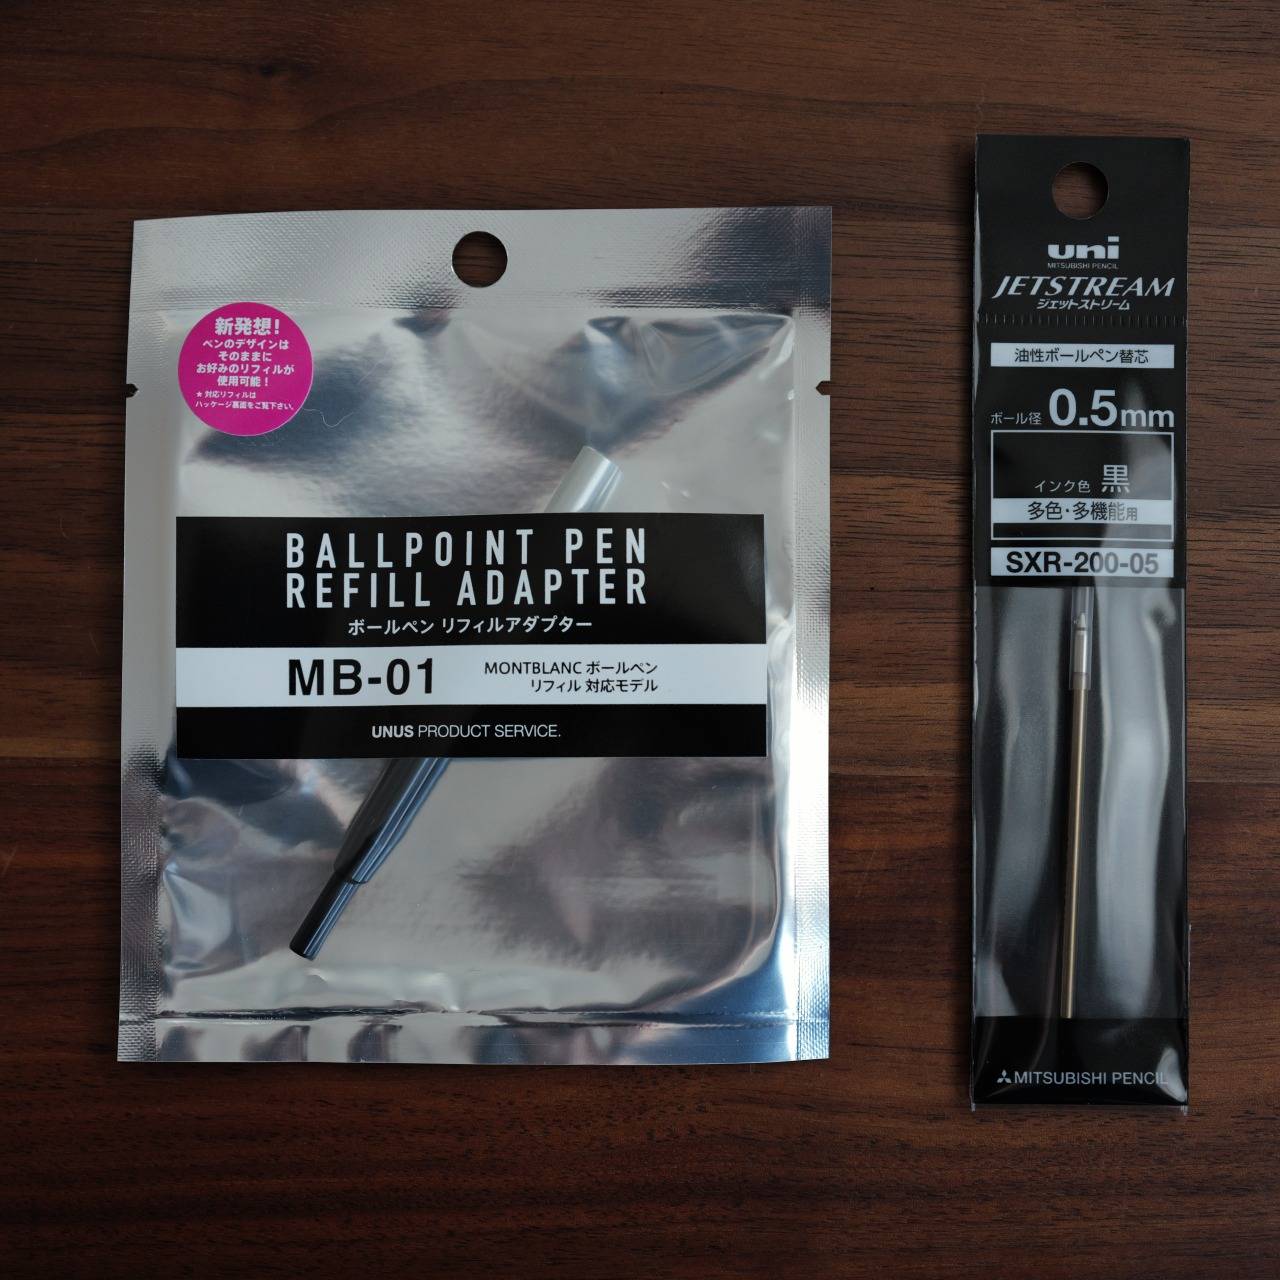 新発想!
ペンのデザインは
そのままに
お好みのリフィルが
使用可能!
★ 対応リフィルは
パッケージ裏面をご覧下さい。
BALLPOINT PEN
REFILL ADAPTER
ボールペン リフィルアダプター
MB-01
MONTBLANC ボールペン
リフィル 対応モデル
UNUS PRODUCT SERVICE.
uni
MITSUBISHI PENCIL
JETSTREAM
ジェットストリーム
油性ボールペン替芯
ボール径 0.5mm
インク色 黒
多色・多機能用
SXR-200-05
MITSUBISHI PENCIL